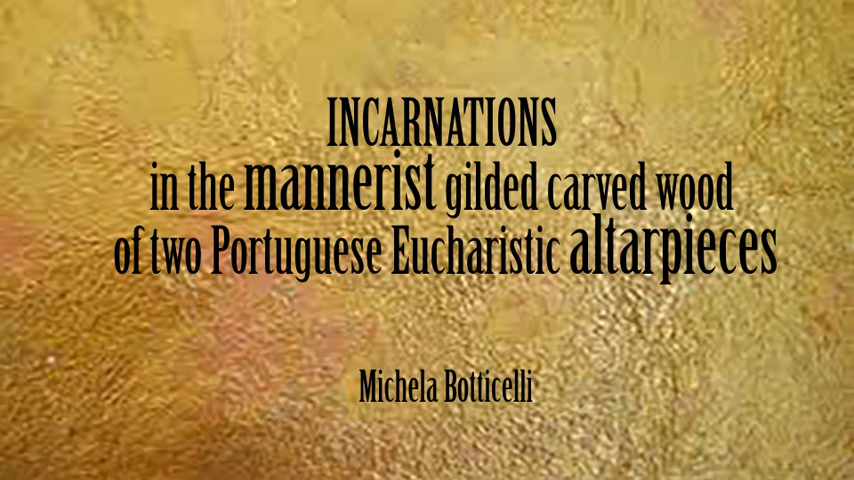 INCARNATIONS
in the mannerist gilded carved wood
of two Portuguese Eucharistic altarpieces
Michela Botticelli